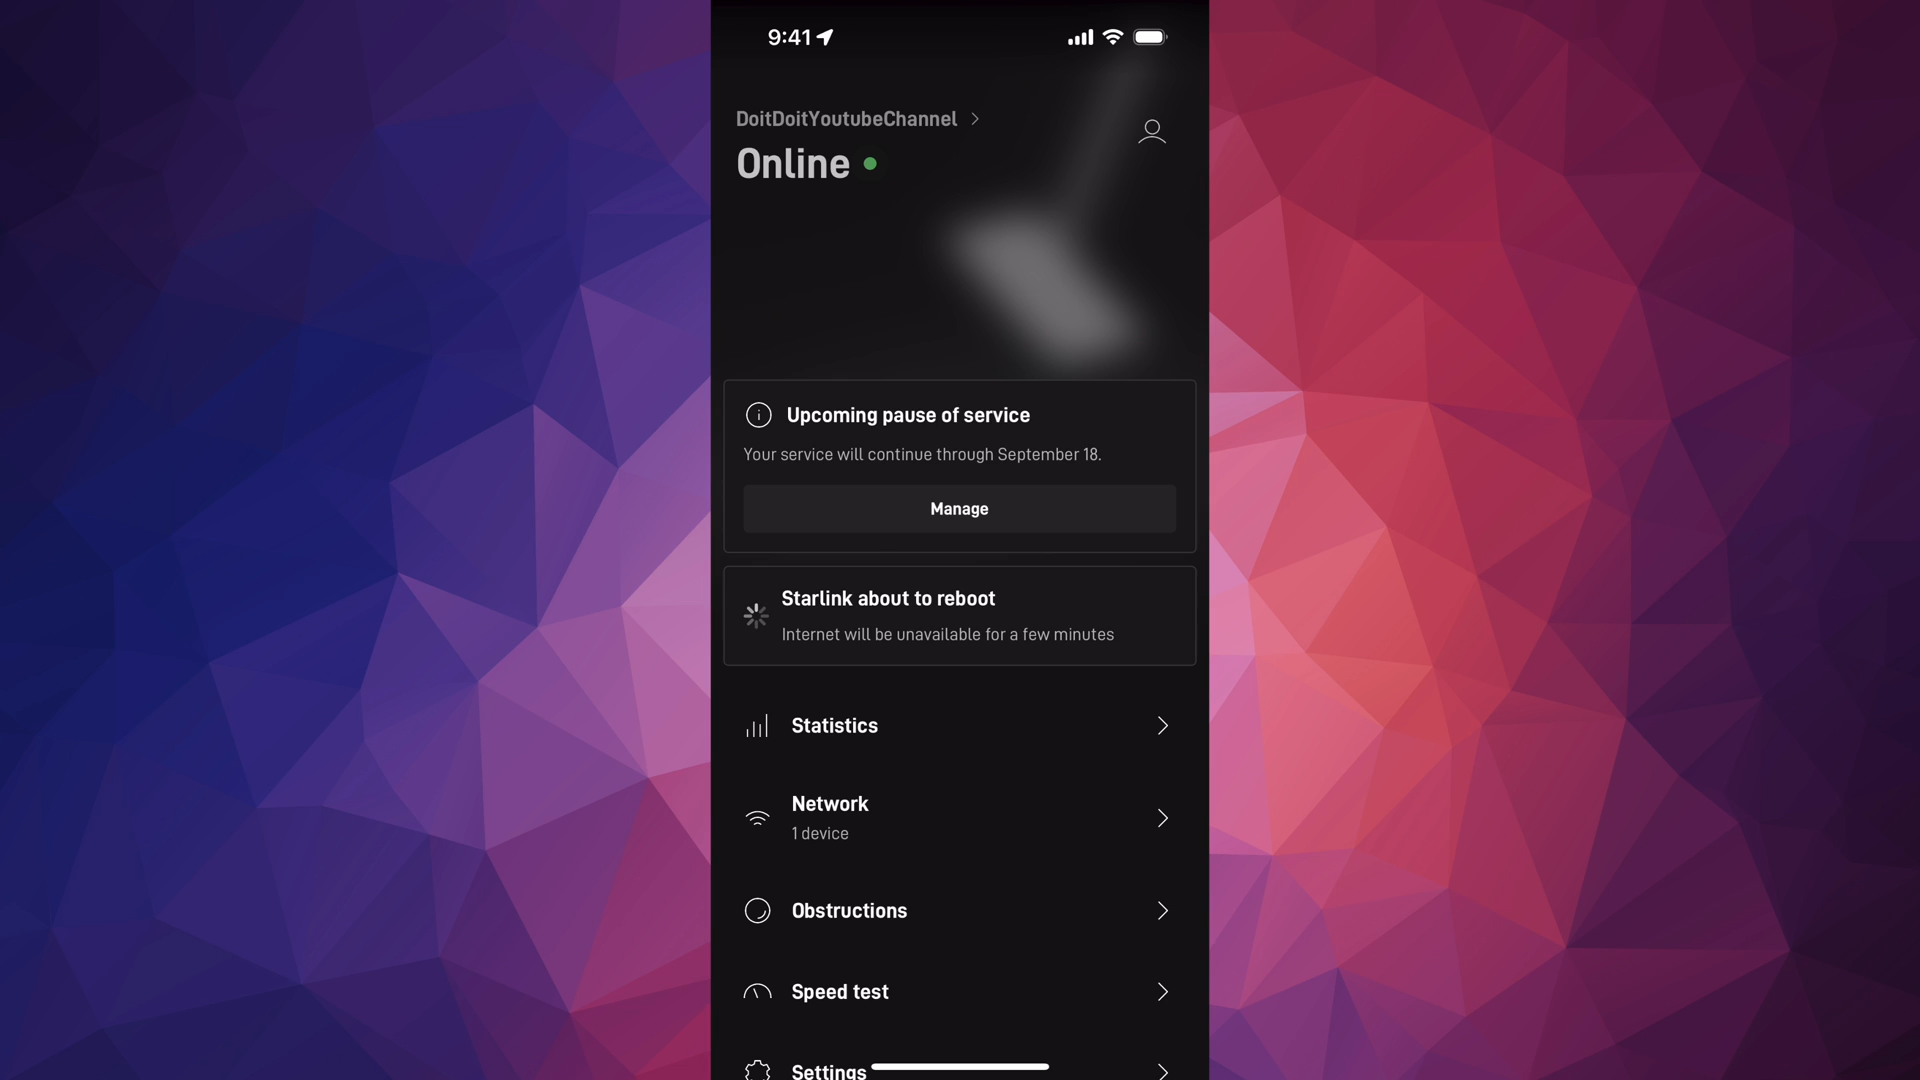 9:41
DoitDoitYoutubeChannel
Online
Upcoming pause of service
Your service will continue through September 18.
Manage
Starlink about to reboot
Internet will be unavailable for a few minutes
Statistics
Network
1 device
Obstructions
Speed test
Settings